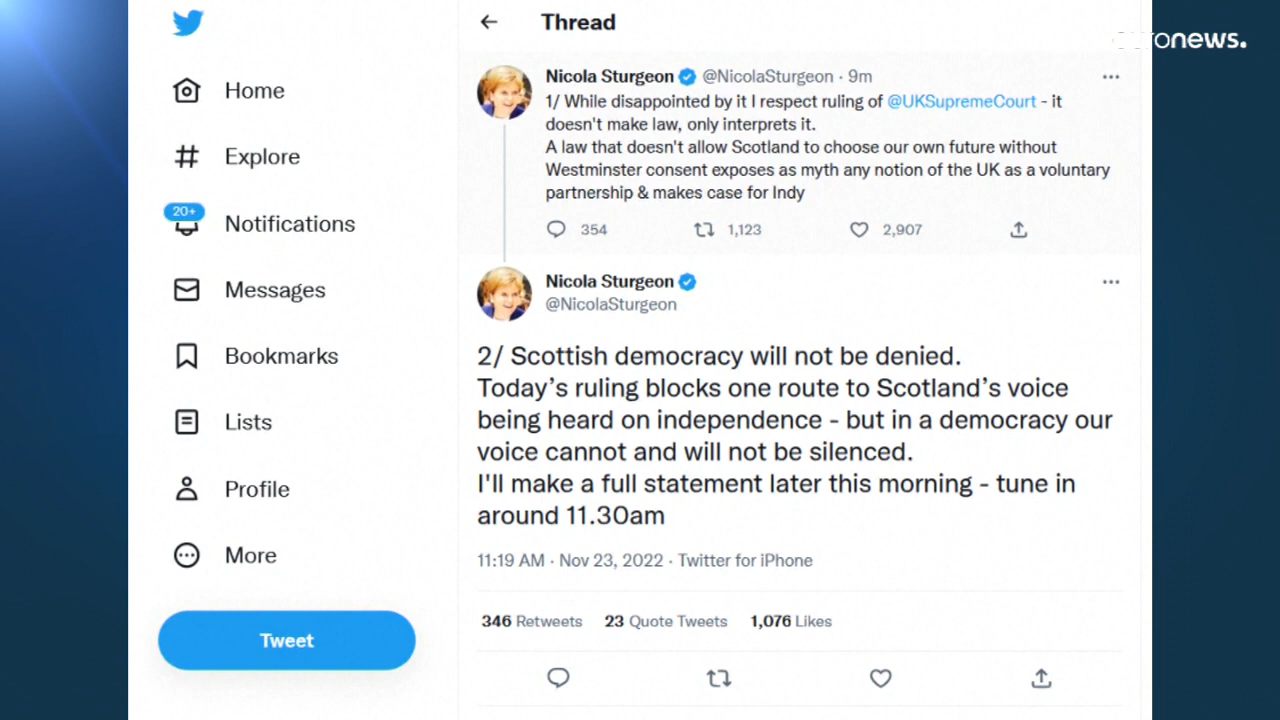 euronews.
Home
Explore
20+
Notifications
Messages
Bookmarks
Lists
Profile
More
Tweet
Thread
Nicola Sturgeon @NicolaSturgeon · 9m
1/ While disappointed by it I respect ruling of @UKSupremeCourt - it
doesn't make law, only interprets it.
A law that doesn't allow Scotland to choose our own future without
Westminster consent exposes as myth any notion of the UK as a voluntary
partnership & makes case for Indy
354 1,123 2,907
Nicola Sturgeon
@NicolaSturgeon
2/ Scottish democracy will not be denied.
Today’s ruling blocks one route to Scotland’s voice
being heard on independence - but in a democracy our
voice cannot and will not be silenced.
I'll make a full statement later this morning - tune in
around 11.30am
11:19 AM · Nov 23, 2022 · Twitter for iPhone
346 Retweets 23 Quote Tweets 1,076 Likes